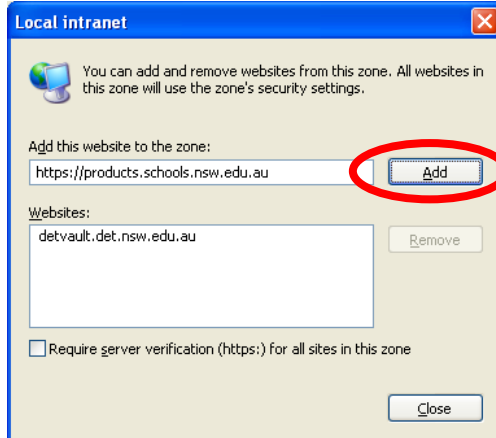 Local intranet
You can add and remove websites from this zone. All websites in
this zone will use the zone's security settings.
Add this website to the zone:
https://products.schools.nsw.edu.au
Add
Websites:
detvault.det.nsw.edu.au
Remove
Require server verification (https:) for all sites in this zone
Close